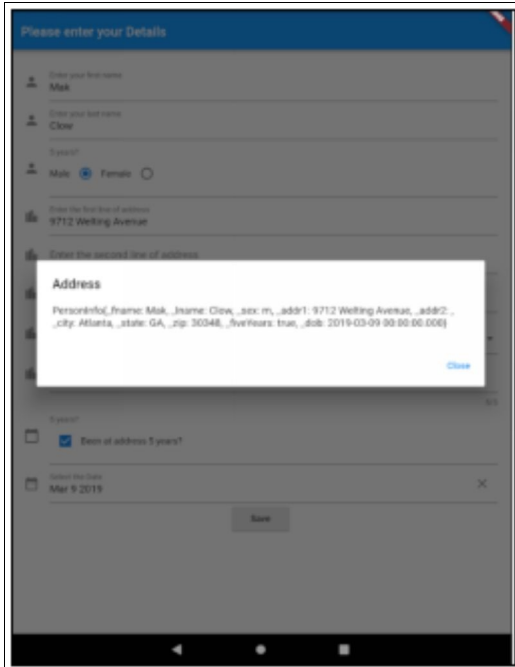 Please enter your Details
Enter your first name
Mak
Enter your last name
Clow
5 years?
Male Female
Enter the first line of address
9712 Welting Avenue
Enter the second line of address
Address
PersonInfo{_fname: Mak, _lname: Clow, _sex: m, _addr1: 9712 Welting Avenue, _addr2: ,
_city: Atlanta, _state: GA, _zip: 30348, _fiveYears: true, _dob: 2019-03-09 00:00:00.000}
Close
5 years?
Been at address 5 years?
Select the Date
Mar 9 2019
Save